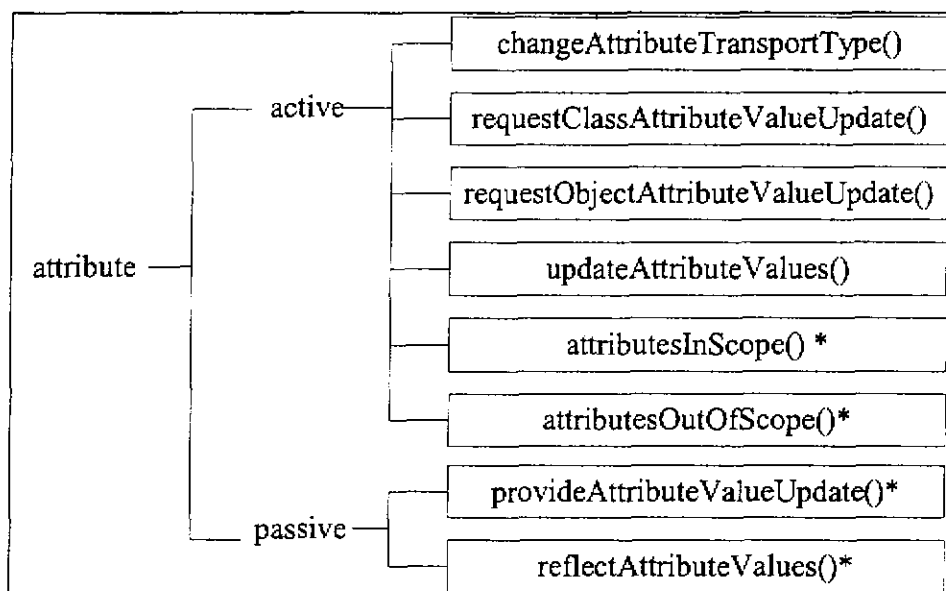 changeAttributeTransportType()
active
requestClassAttributeValueUpdate()
requestObjectAttributeValueUpdate()
attribute
updateAttributeValues()
attributesInScope() *
attributesOutOfScope()*
provideAttributeValueUpdate()*
passive
reflectAttributeValues()*